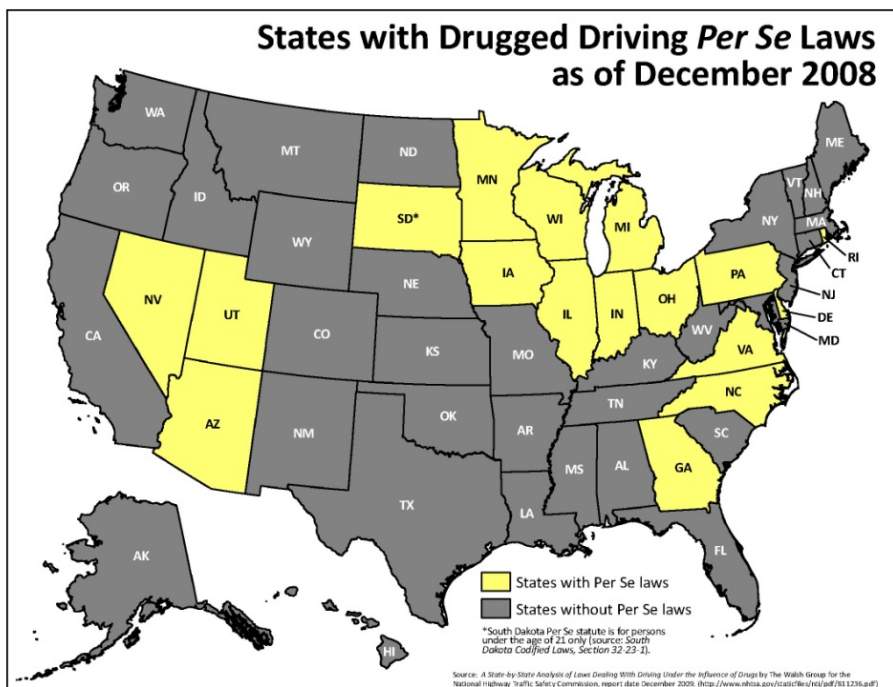 States with Drugged Driving Per Se Laws
as of December 2008
WA
MT
ND
MN
ME
OR
ID
SD*
WI
MI
VT
NH
NY
MA
WY
RI
CT
IA
PA
NE
NJ
NV
UT
IL
IN
OH
DE
MD
CA
CO
WV
VA
KS
MO
KY
NC
TN
AZ
NM
OK
AR
SC
MS
AL
GA
TX
LA
FL
AK
HI
States with Per Se laws
States without Per Se laws
*South Dakota Per Se statute is for persons
under the age of 21 only (source: South
Dakota Codified Laws, Section 32-23-1).
Source: A State-by-State Analysis of Laws Dealing With Driving Under the Influence of Drugs by The Walsh Group for the
National Highway Traffic Safety Commission, report date December 2009. (http://www.nhtsa.gov/staticfiles/nti/pdf/811236.pdf)